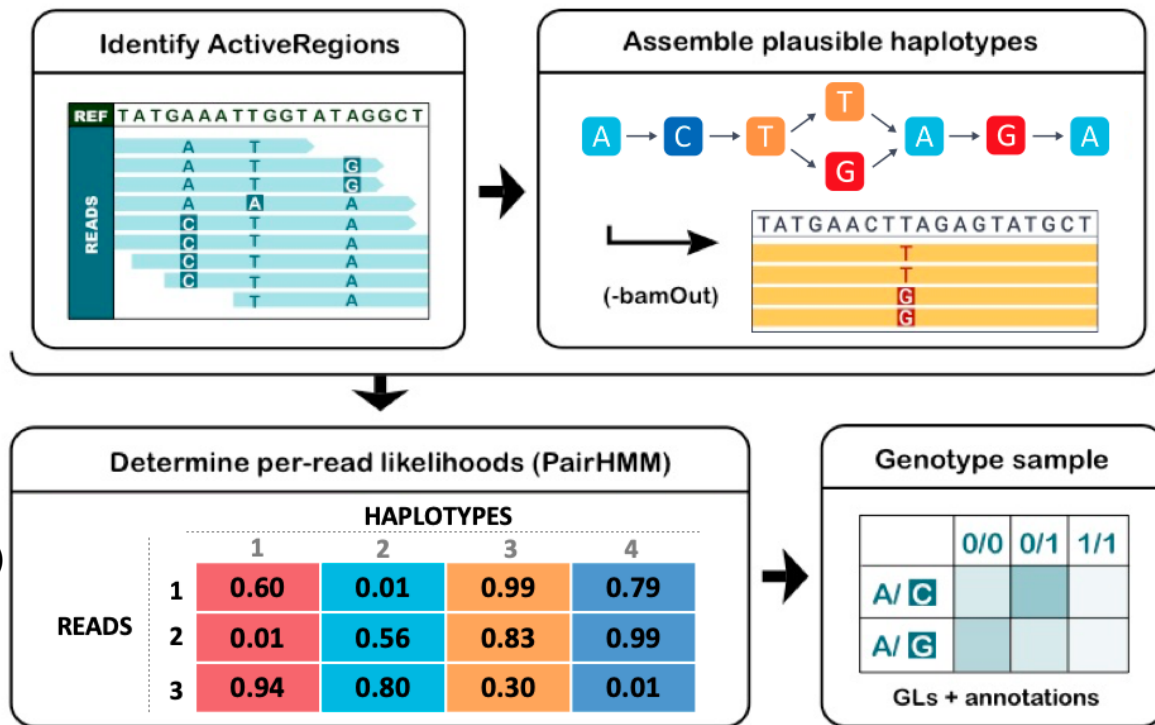 Identify ActiveRegions
REF TATGAAATTGGTATAGGCT
READS
A T
A T G
A T G
A A A
C T A
C T A
C T A
C T A
T A
Assemble plausible haplotypes
T
A C T A G A
G
(-bamOut)
TATGAACTTAGAGTATGCT
T
T
G
G
Determine per-read likelihoods (PairHMM)
HAPLOTYPES
1 2 3 4
READS
1 0.60 0.01 0.99 0.79
2 0.01 0.56 0.83 0.99
3 0.94 0.80 0.30 0.01
Genotype sample
0/0 0/1 1/1
A/ C
A/ G
GLs + annotations
)